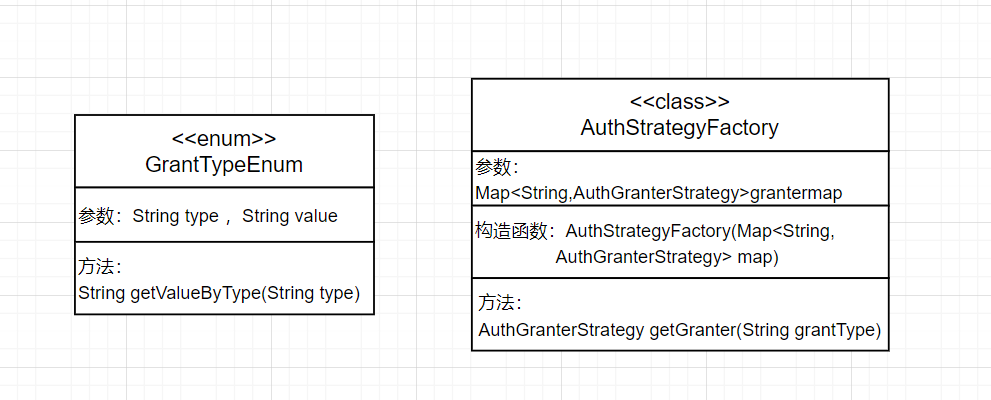 <<enum>>
GrantTypeEnum
参数：String type ，String value
方法：
String getValueByType(String type)
<<class>>
AuthStrategyFactory
参数：
Map<String,AuthGranterStrategy>grantermap
构造函数：AuthStrategyFactory(Map<String,
AuthGranterStrategy> map)
方法：
AuthGranterStrategy getGranter(String grantType)